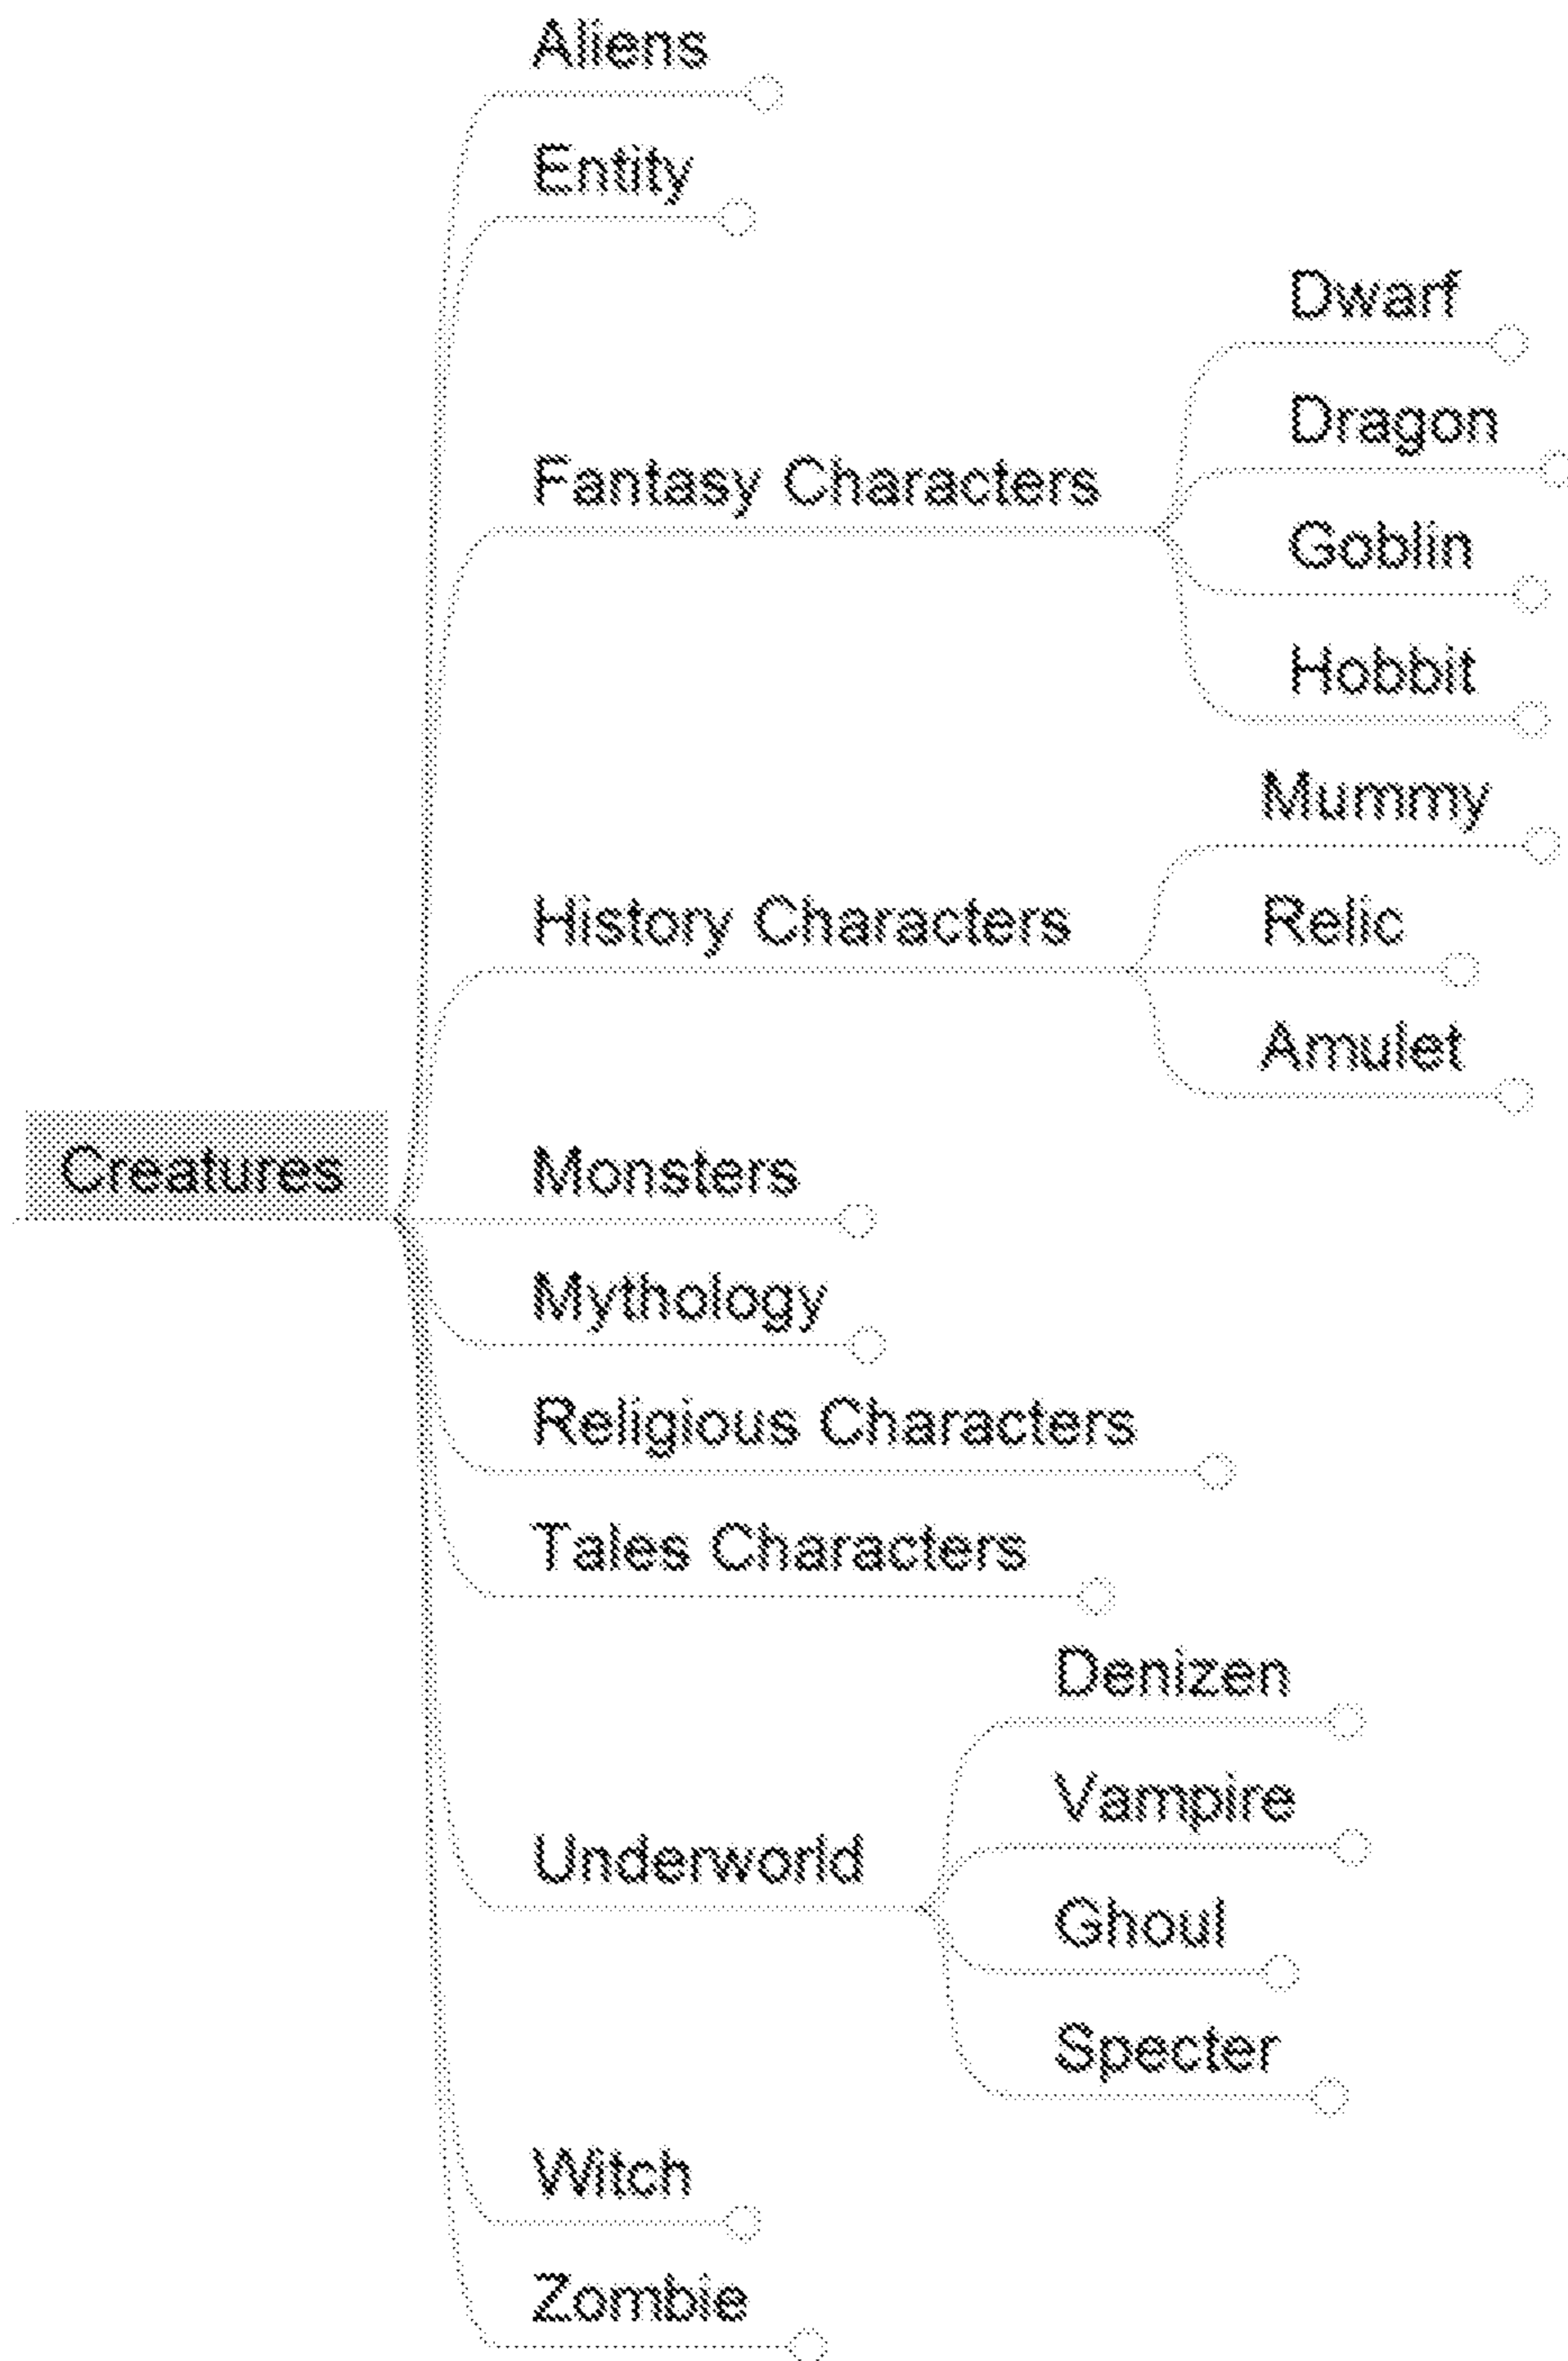 Aliens
Entity
Dwarf
Dragon
Fantasy Characters
Goblin
Hobbit
Mummy
History Characters
Relic
Amulet
Creatures
Monsters
Mythology
Religious Characters
Tales Characters
Denizen
Vampire
Underworld
Ghoul
Specter
Witch
Zombie